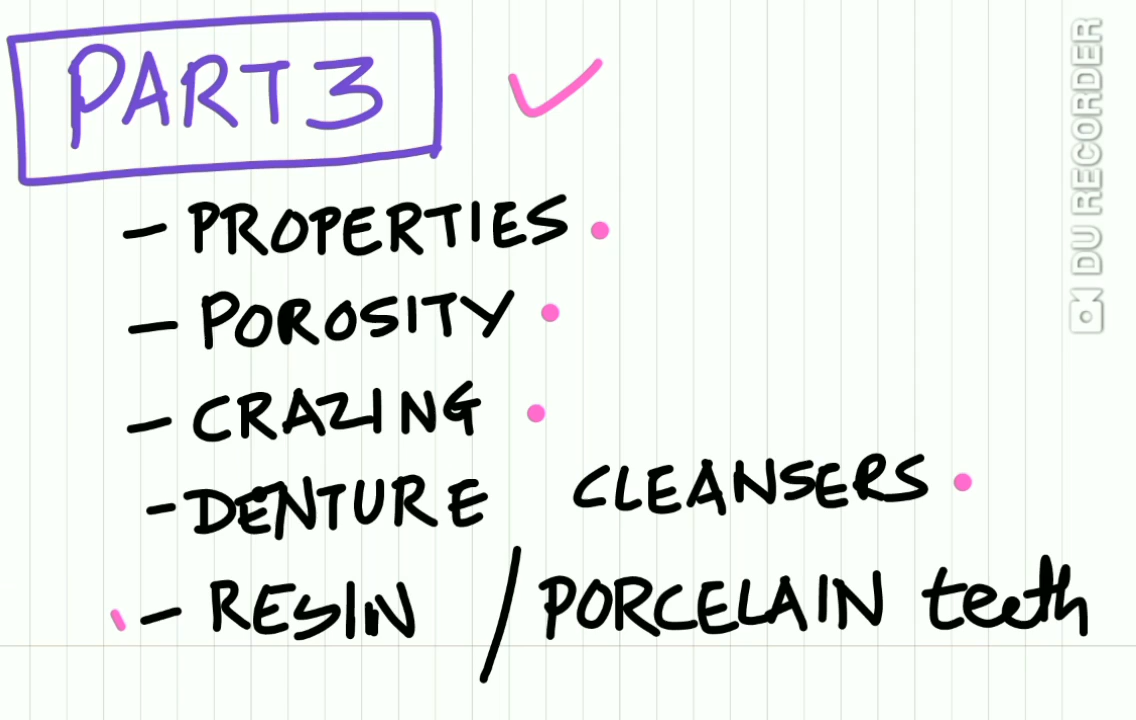 PART 3
- PROPERTIES
- POROSITY
- CRAZING
- DENTURE CLEANSERS
- RESIN / PORCELAIN teeth
DU RECORDER